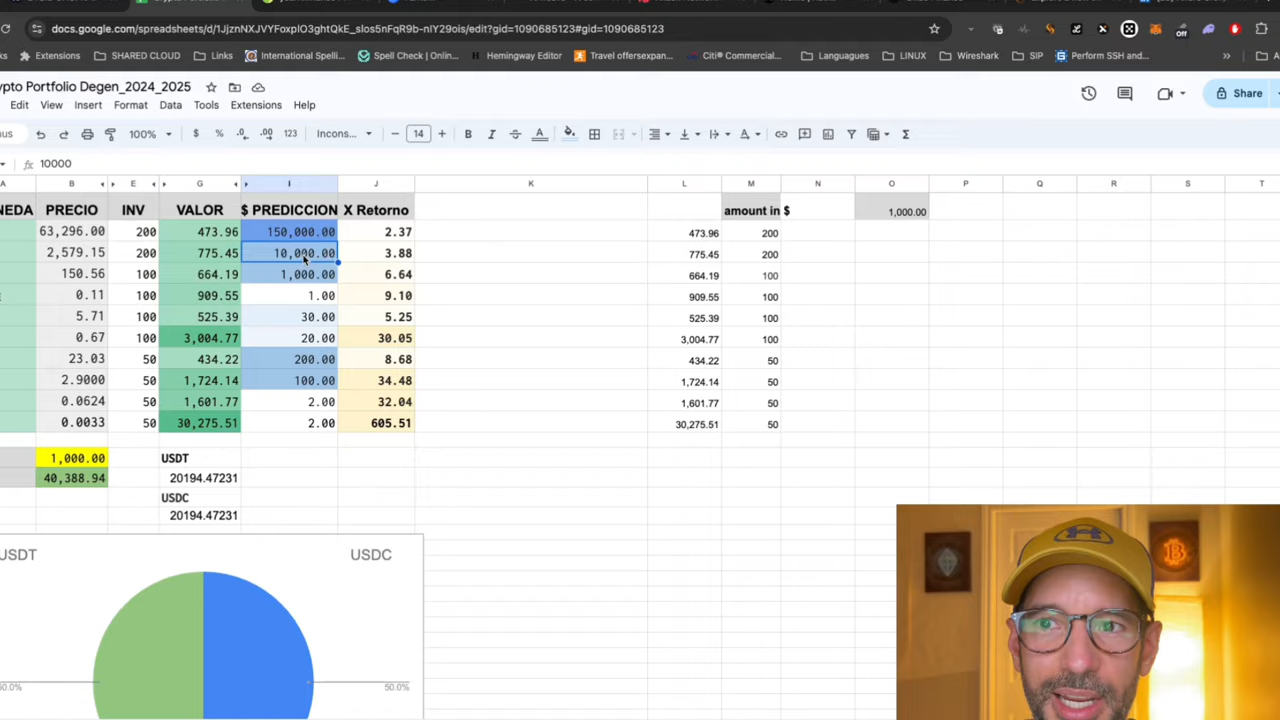 docs.google.com/spreadsheets/d/1JjznNXJVYFoxplO3ghtQkE_slos5nFqR9b-nlY29ois/edit?gid=1090685123#gid=1090685123
Extensions SHARED CLOUD Links International Spelli... Spell Check | Onlin... Hemingway Editor Travel offersexpan... Citi® Commercial... Languagues LINUX Wireshark SIP Perform SSH and... »
ypto Portfolio Degen_2024_2025
Edit View Insert Format Data Tools Extensions Help Share
100% $ % .0 .00 123 Incons... − 14 + B I
fx 10000
A B E G I J K L M N O P Q R S T
NEDA PRECIO INV VALOR $ PREDICCION X Retorno amount in $ 1,000.00
63,296.00 200 473.96 150,000.00 2.37 473.96 200
2,579.15 200 775.45 10,000.00 3.88 775.45 200
150.56 100 664.19 1,000.00 6.64 664.19 100
0.11 100 909.55 1.00 9.10 909.55 100
5.71 100 525.39 30.00 5.25 525.39 100
0.67 100 3,004.77 20.00 30.05 3,004.77 100
23.03 50 434.22 200.00 8.68 434.22 50
2.9000 50 1,724.14 100.00 34.48 1,724.14 50
0.0624 50 1,601.77 2.00 32.04 1,601.77 50
0.0033 50 30,275.51 2.00 605.51 30,275.51 50
1,000.00 USDT
40,388.94 20194.47231
USDC
20194.47231
USDT USDC
50.0% 50.0%